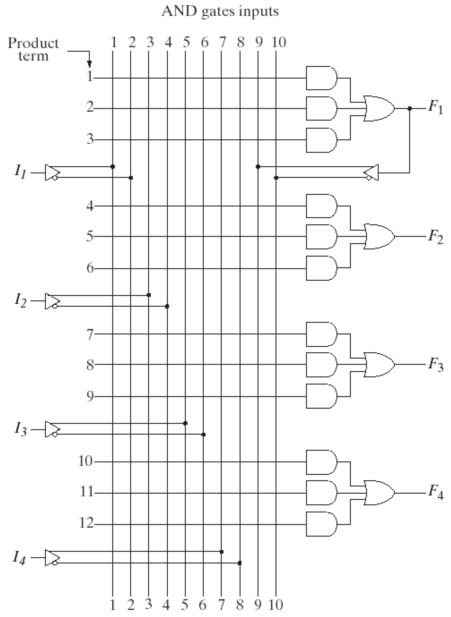 AND gates inputs
Product term
1 2 3 4 5 6 7 8 9 10
1
F1
2
3
I1
4
5
F2
6
I2
7
8
F3
9
I3
10
11
F4
12
I4
1 2 3 4 5 6 7 8 9 10